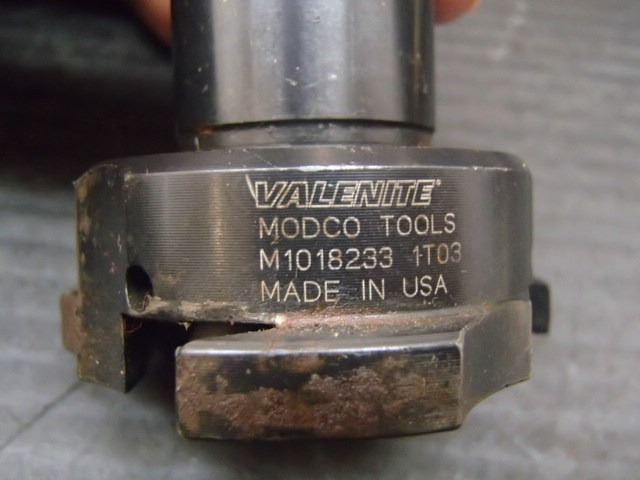 VALENITE®
MODCO TOOLS
M1018233 1T03
MADE IN USA